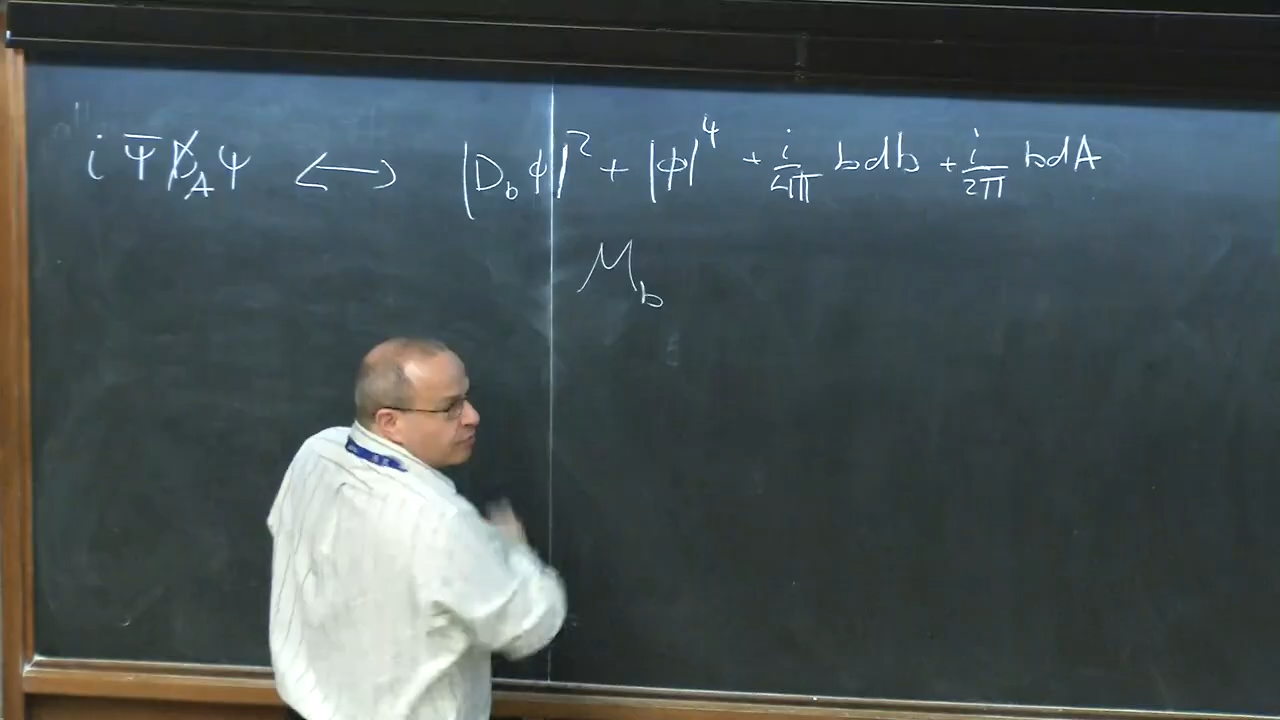 i Ψ̄ D̸_A Ψ ⟷ |D_b ϕ|² + |ϕ|⁴ + i/4π bdb + i/2π bdA
M_b